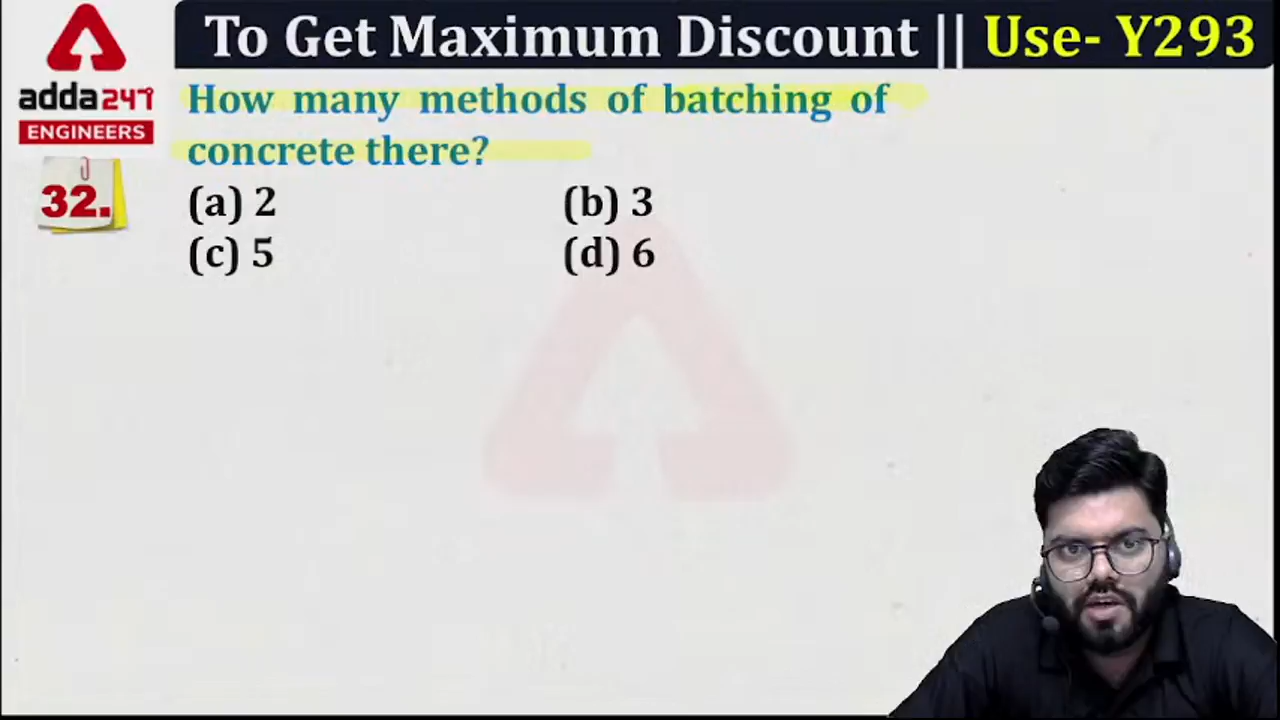 To Get Maximum Discount || Use- Y293
adda247
ENGINEERS
32.
How many methods of batching of
concrete there?
(a) 2 (b) 3
(c) 5 (d) 6